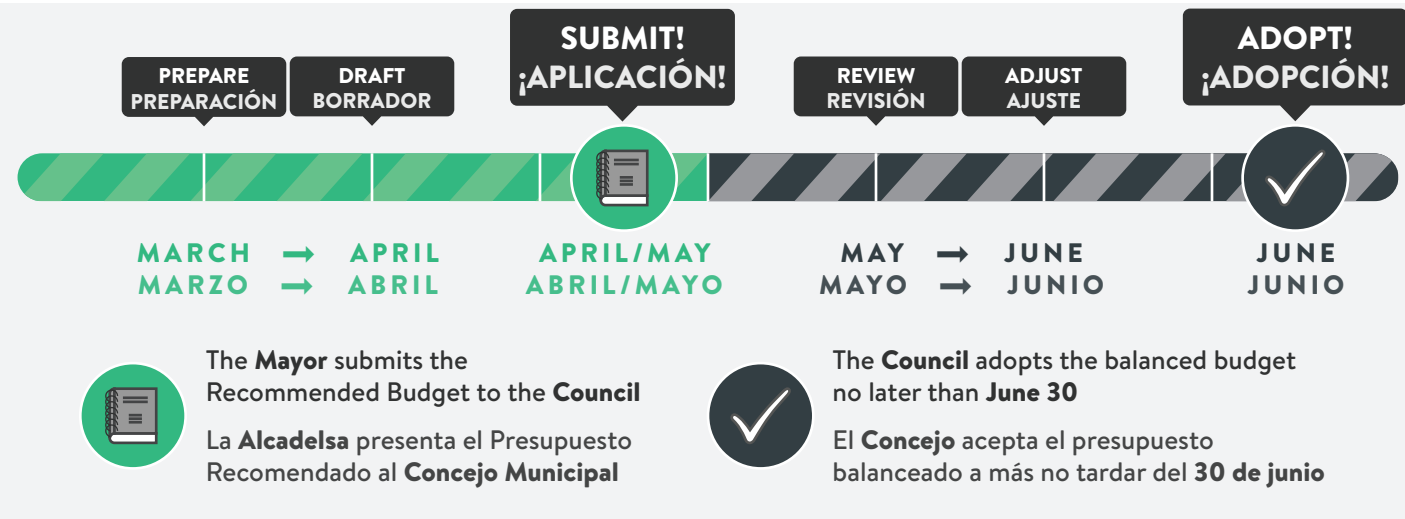 PREPARE
PREPARACIÓN
DRAFT
BORRADOR
SUBMIT!
¡APLICACIÓN!
REVIEW
REVISIÓN
ADJUST
AJUSTE
ADOPT!
¡ADOPCIÓN!
MARCH → APRIL
MARZO → ABRIL
APRIL/MAY
ABRIL/MAYO
MAY → JUNE
MAYO → JUNIO
JUNE
JUNIO
The Mayor submits the
Recommended Budget to the Council
La Alcadelsa presenta el Presupuesto
Recomendado al Concejo Municipal
The Council adopts the balanced budget
no later than June 30
El Concejo acepta el presupuesto
balanceado a más no tardar del 30 de junio